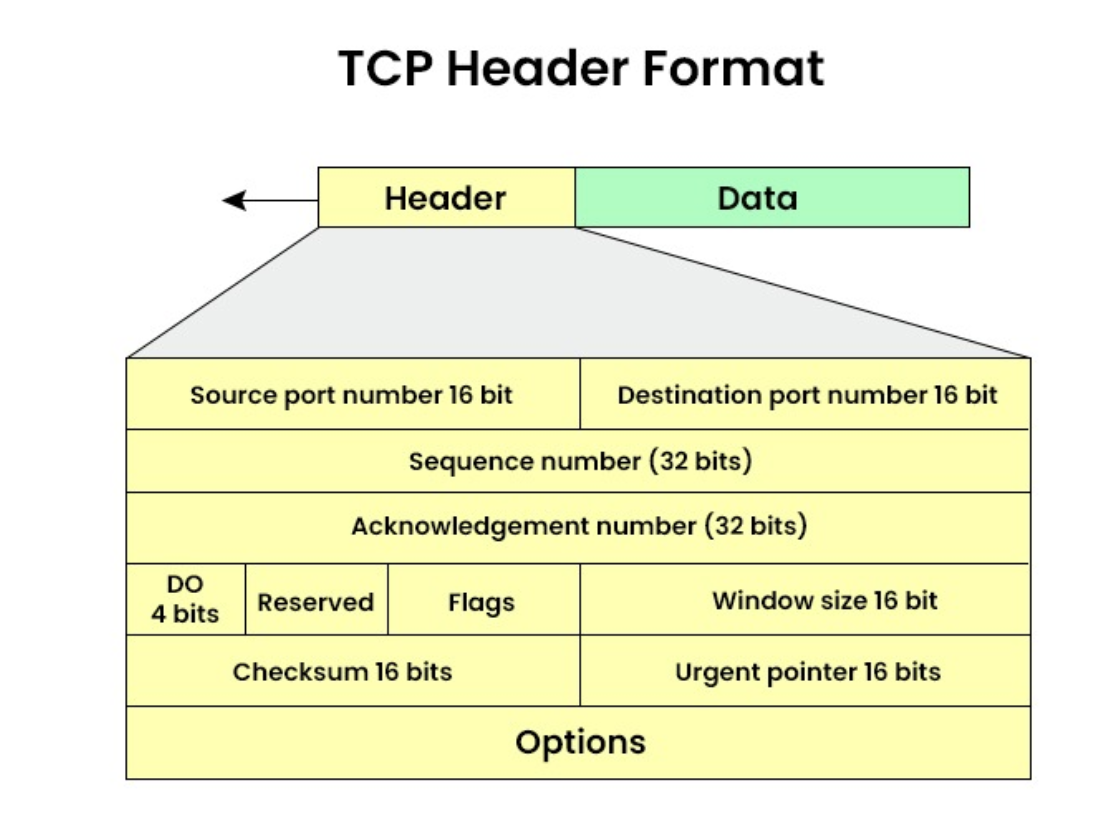 TCP Header Format
Header
Data
Source port number 16 bit
Destination port number 16 bit
Sequence number (32 bits)
Acknowledgement number (32 bits)
DO
4 bits
Reserved
Flags
Window size 16 bit
Checksum 16 bits
Urgent pointer 16 bits
Options